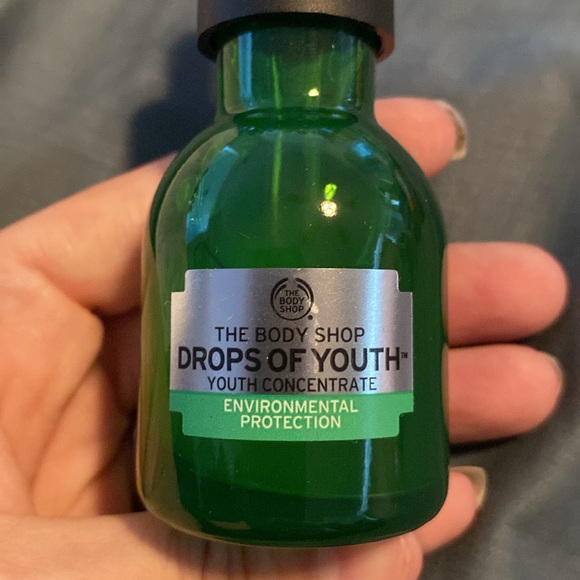 THE
BODY
SHOP
THE BODY SHOP
DROPS OF YOUTH™
YOUTH CONCENTRATE
ENVIRONMENTAL
PROTECTION